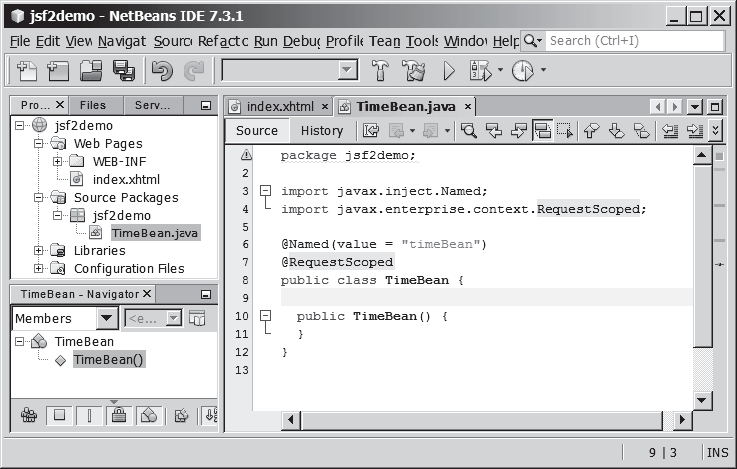 jsf2demo - NetBeans IDE 7.3.1
File Edit View Navigat Sourc Refacto Run Debug Profile Team Tools Window Help Search (Ctrl+I)
Pro... Files Serv...
jsf2demo
Web Pages
WEB-INF
index.xhtml
Source Packages
jsf2demo
TimeBean.java
Libraries
Configuration Files
TimeBean - Navigator
Members <e...
TimeBean
TimeBean()
index.xhtml TimeBean.java
Source History
package jsf2demo;
2
3 import javax.inject.Named;
4 import javax.enterprise.context.RequestScoped;
5
6 @Named(value = "timeBean")
7 @RequestScoped
8 public class TimeBean {
9
10 public TimeBean() {
11 }
12 }
13
9 | 3 INS